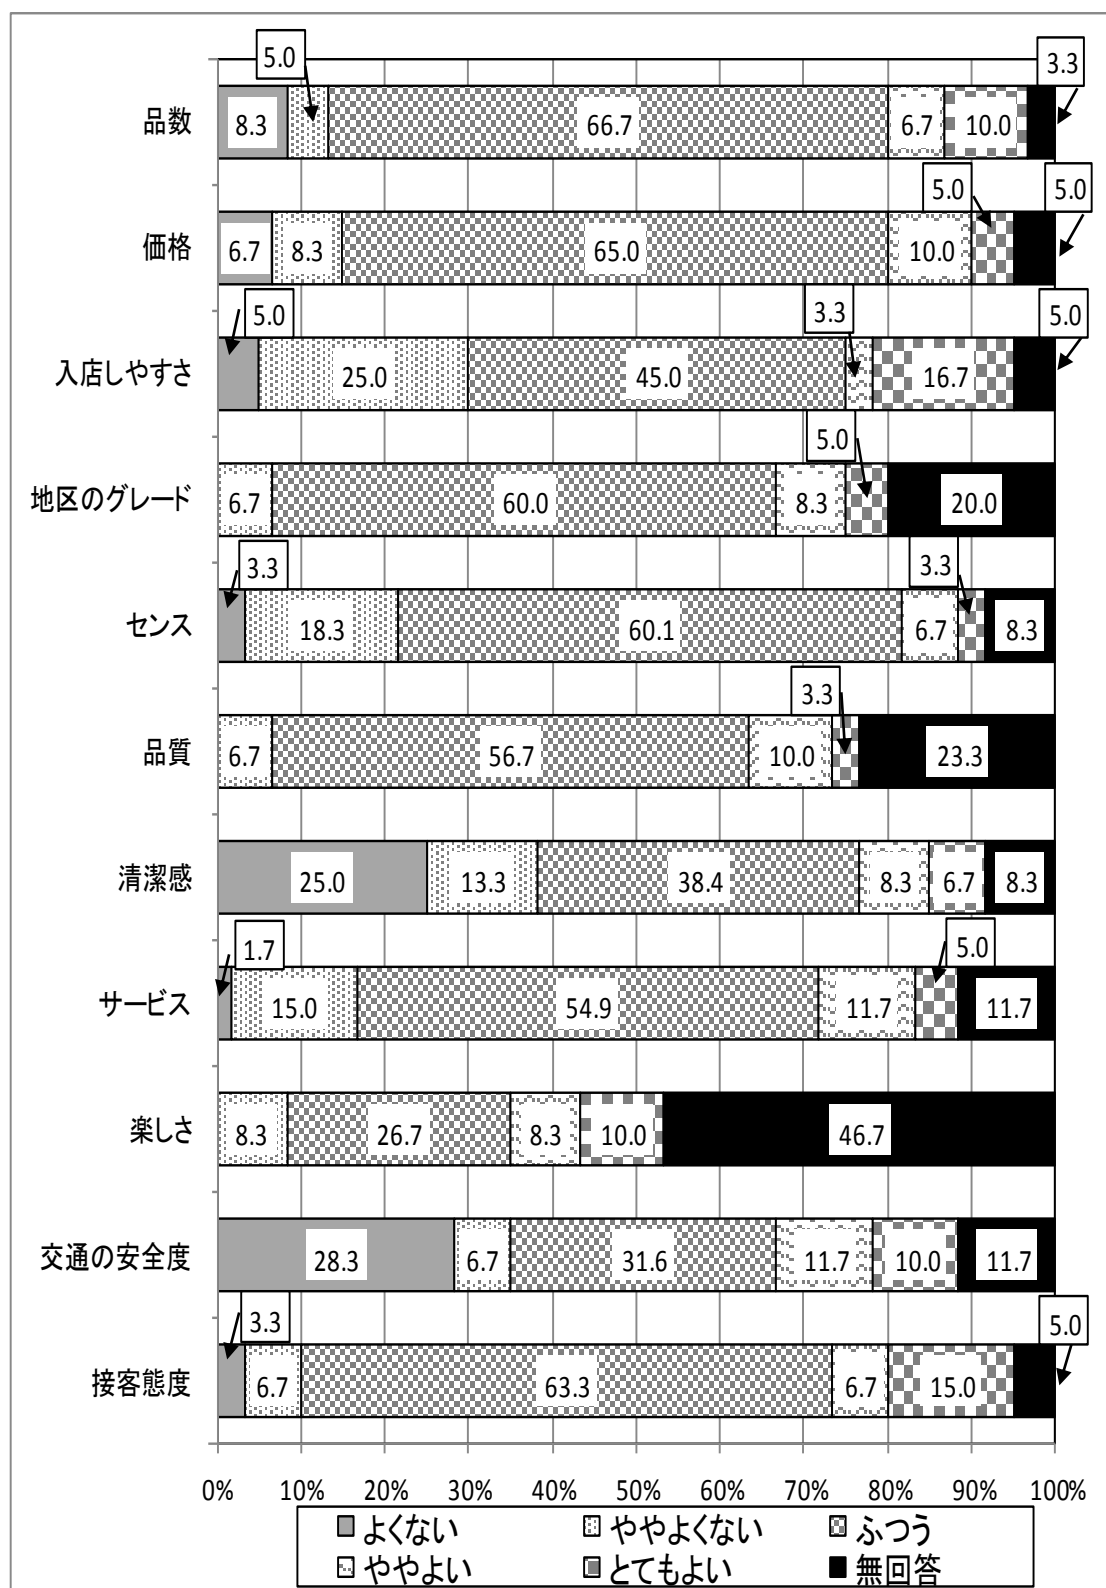 5.0 3.3
品数 8.3 66.7 6.7 10.0
5.0 5.0
価格 6.7 8.3 65.0 10.0
5.0 3.3 5.0
入店しやすさ 25.0 45.0 16.7
5.0
地区のグレード 6.7 60.0 8.3 20.0
3.3 3.3
センス 18.3 60.1 6.7 8.3
3.3
品質 6.7 56.7 10.0 23.3
清潔感 25.0 13.3 38.4 8.3 6.7 8.3
1.7 5.0
サービス 15.0 54.9 11.7 11.7
楽しさ 8.3 26.7 8.3 10.0 46.7
交通の安全度 28.3 6.7 31.6 11.7 10.0 11.7
3.3 5.0
接客態度 6.7 63.3 6.7 15.0
0% 10% 20% 30% 40% 50% 60% 70% 80% 90% 100%
よくない ややよくない ふつう
ややよい とてもよい 無回答